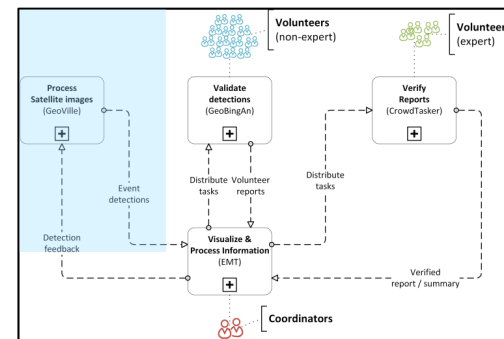 Volunteers
(non-expert)
Volunteer
(expert)
Process
Satellite images
(GeoVille)
Validate
detections
(GeoBingAn)
Verify
Reports
(CrowdTasker)
Event
detections
Distribute
tasks
Volunteer
reports
Distribute
tasks
Detection
feedback
Visualize &
Process Information
(EMT)
Verified
report / summary
Coordinators